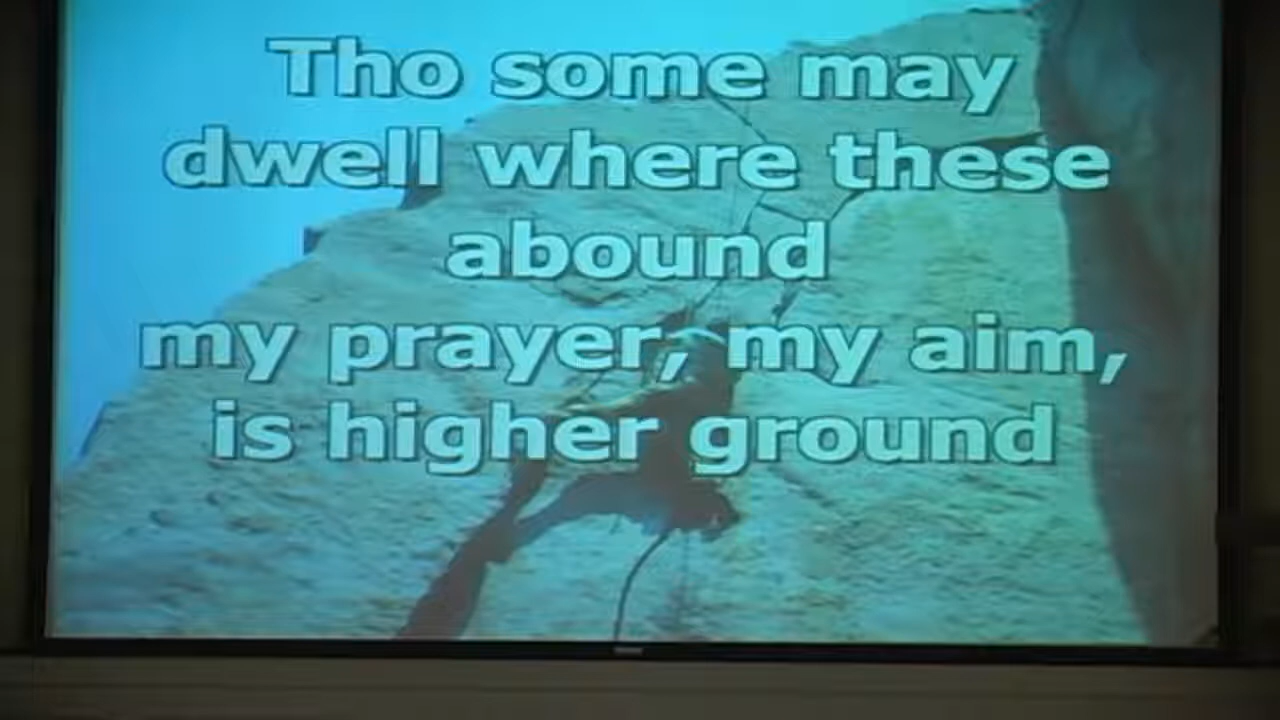 Tho some may
dwell where these
abound
my prayer, my aim,
is higher ground